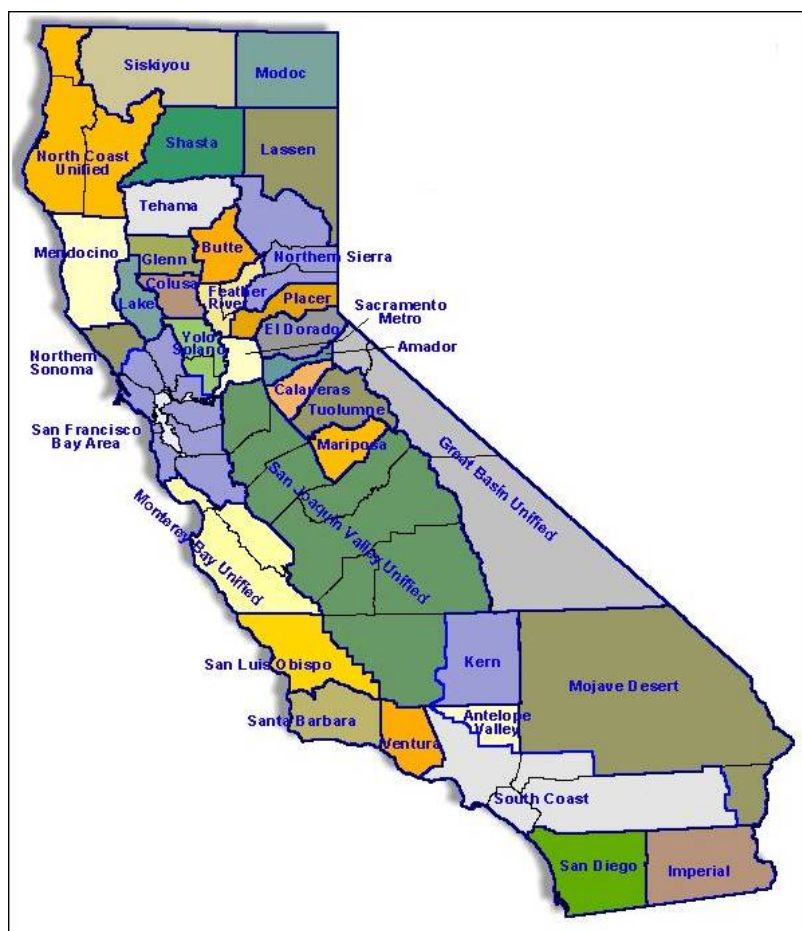 Siskiyou
Modoc
Shasta
Lassen
North Coast
Unified
Tehama
Mendocino
Butte
Glenn
Northern Sierra
Colusa
Feather
River
Lake
Placer
Sacramento
Metro
El Dorado
Yolo
Solano
Amador
Northern
Sonoma
Calaveras
Tuolumne
San Francisco
Bay Area
Mariposa
Great Basin Unified
San Joaquin Valley Unified
Monterey Bay Unified
San Luis Obispo
Kern
Mojave Desert
Santa Barbara
Antelope
Valley
Ventura
South Coast
San Diego
Imperial